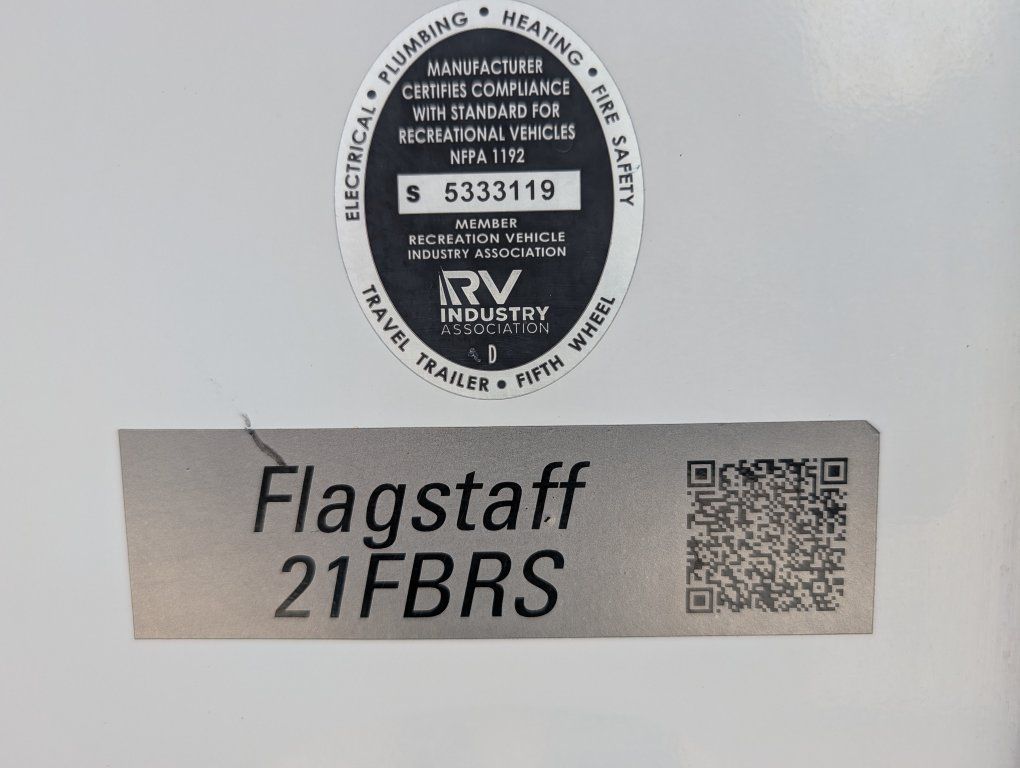 ELECTRICAL • PLUMBING • HEATING • FIRE SAFETY
MANUFACTURER
CERTIFIES COMPLIANCE
WITH STANDARD FOR
RECREATIONAL VEHICLES
NFPA 1192
S 5333119
MEMBER
RECREATION VEHICLE
INDUSTRY ASSOCIATION
RV
INDUSTRY
ASSOCIATION
D
TRAVEL TRAILER • FIFTH WHEEL
Flagstaff
21FBRS